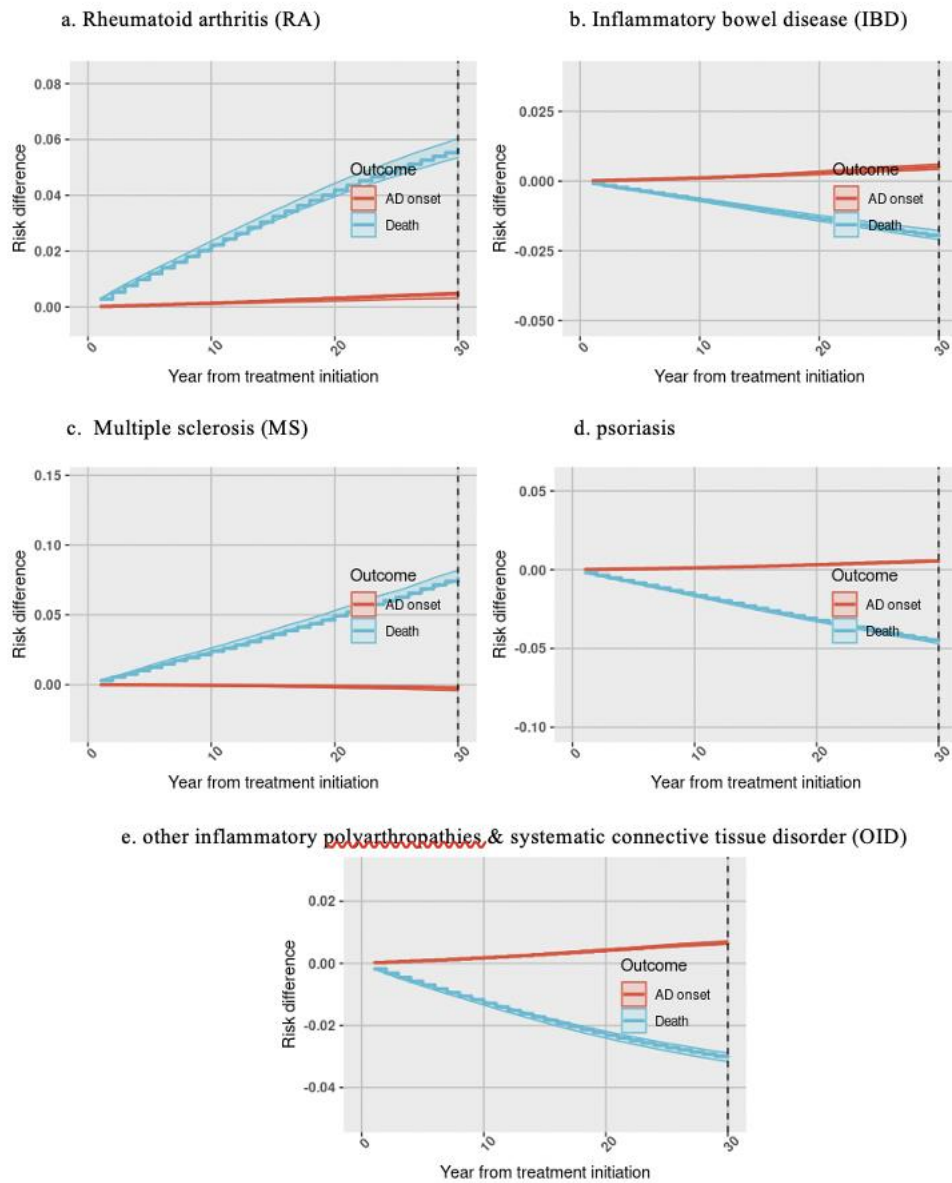 a. Rheumatoid arthritis (RA)
b. Inflammatory bowel disease (IBD)
0.08
0.06
0.04
0.02
0.00
Risk difference
0
10
20
30
Year from treatment initiation
Outcome
AD onset
Death
0.025
0.000
-0.025
-0.050
Risk difference
0
10
20
30
Year from treatment initiation
Outcome
AD onset
Death
c. Multiple sclerosis (MS)
d. psoriasis
0.15
0.10
0.05
0.00
Risk difference
0
10
20
30
Year from treatment initiation
Outcome
AD onset
Death
0.05
0.00
-0.05
-0.10
Risk difference
0
10
20
30
Year from treatment initiation
Outcome
AD onset
Death
e. other inflammatory polyarthropathies & systematic connective tissue disorder (OID)
0.02
0.00
-0.02
-0.04
Risk difference
0
10
20
30
Year from treatment initiation
Outcome
AD onset
Death